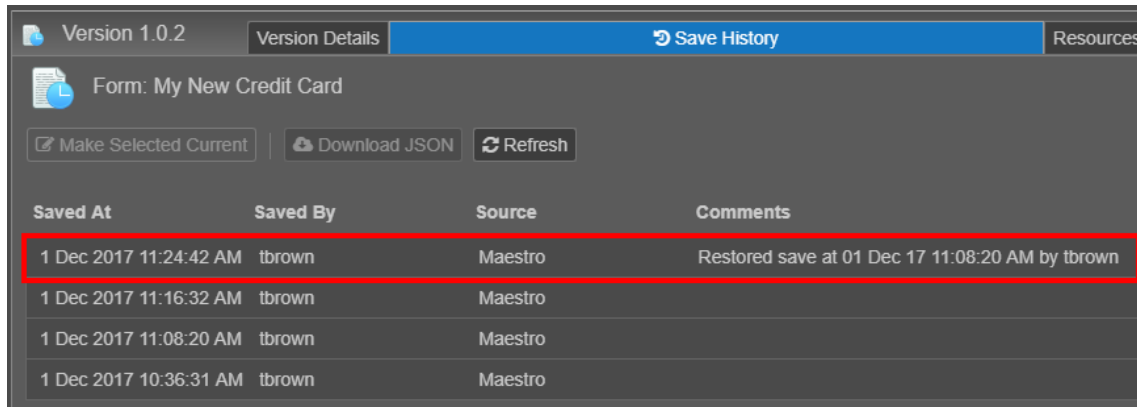 Version 1.0.2 Version Details Save History Resources
Form: My New Credit Card
Make Selected Current Download JSON Refresh
Saved At Saved By Source Comments
1 Dec 2017 11:24:42 AM tbrown Maestro Restored save at 01 Dec 17 11:08:20 AM by tbrown
1 Dec 2017 11:16:32 AM tbrown Maestro
1 Dec 2017 11:08:20 AM tbrown Maestro
1 Dec 2017 10:36:31 AM tbrown Maestro